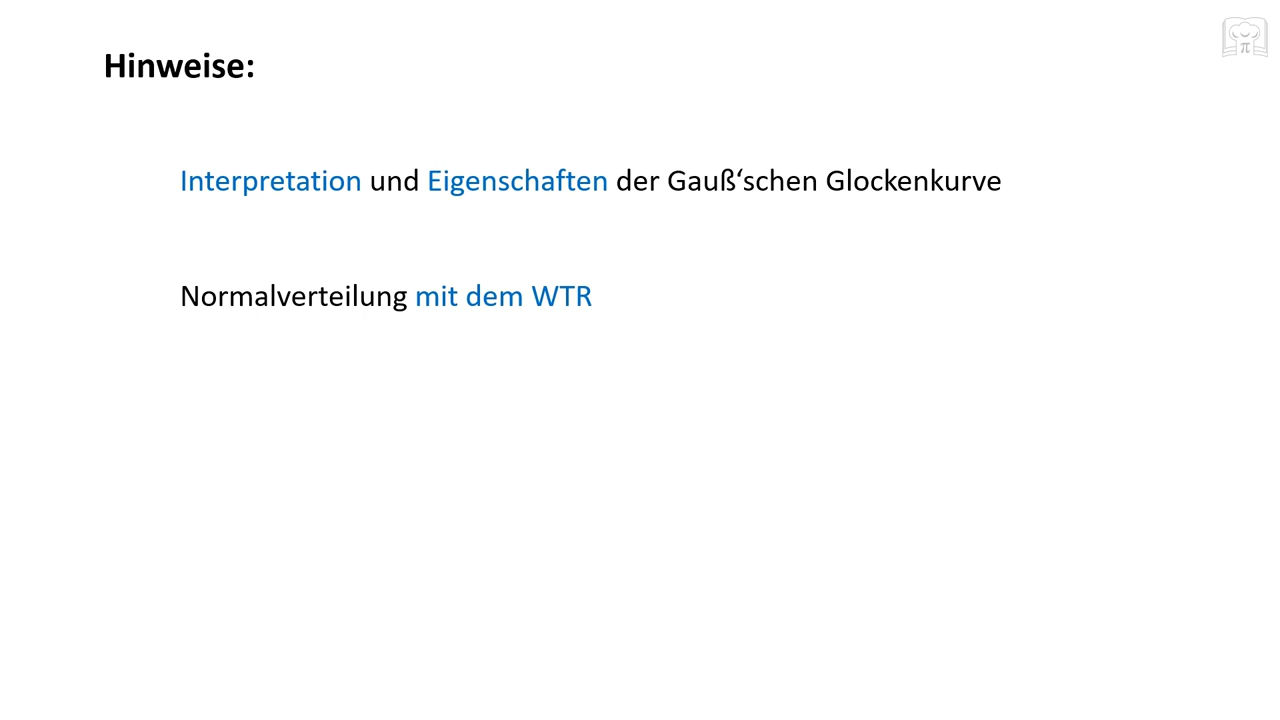 Hinweise:
Interpretation und Eigenschaften der Gauß‘schen Glockenkurve
Normalverteilung mit dem WTR
π